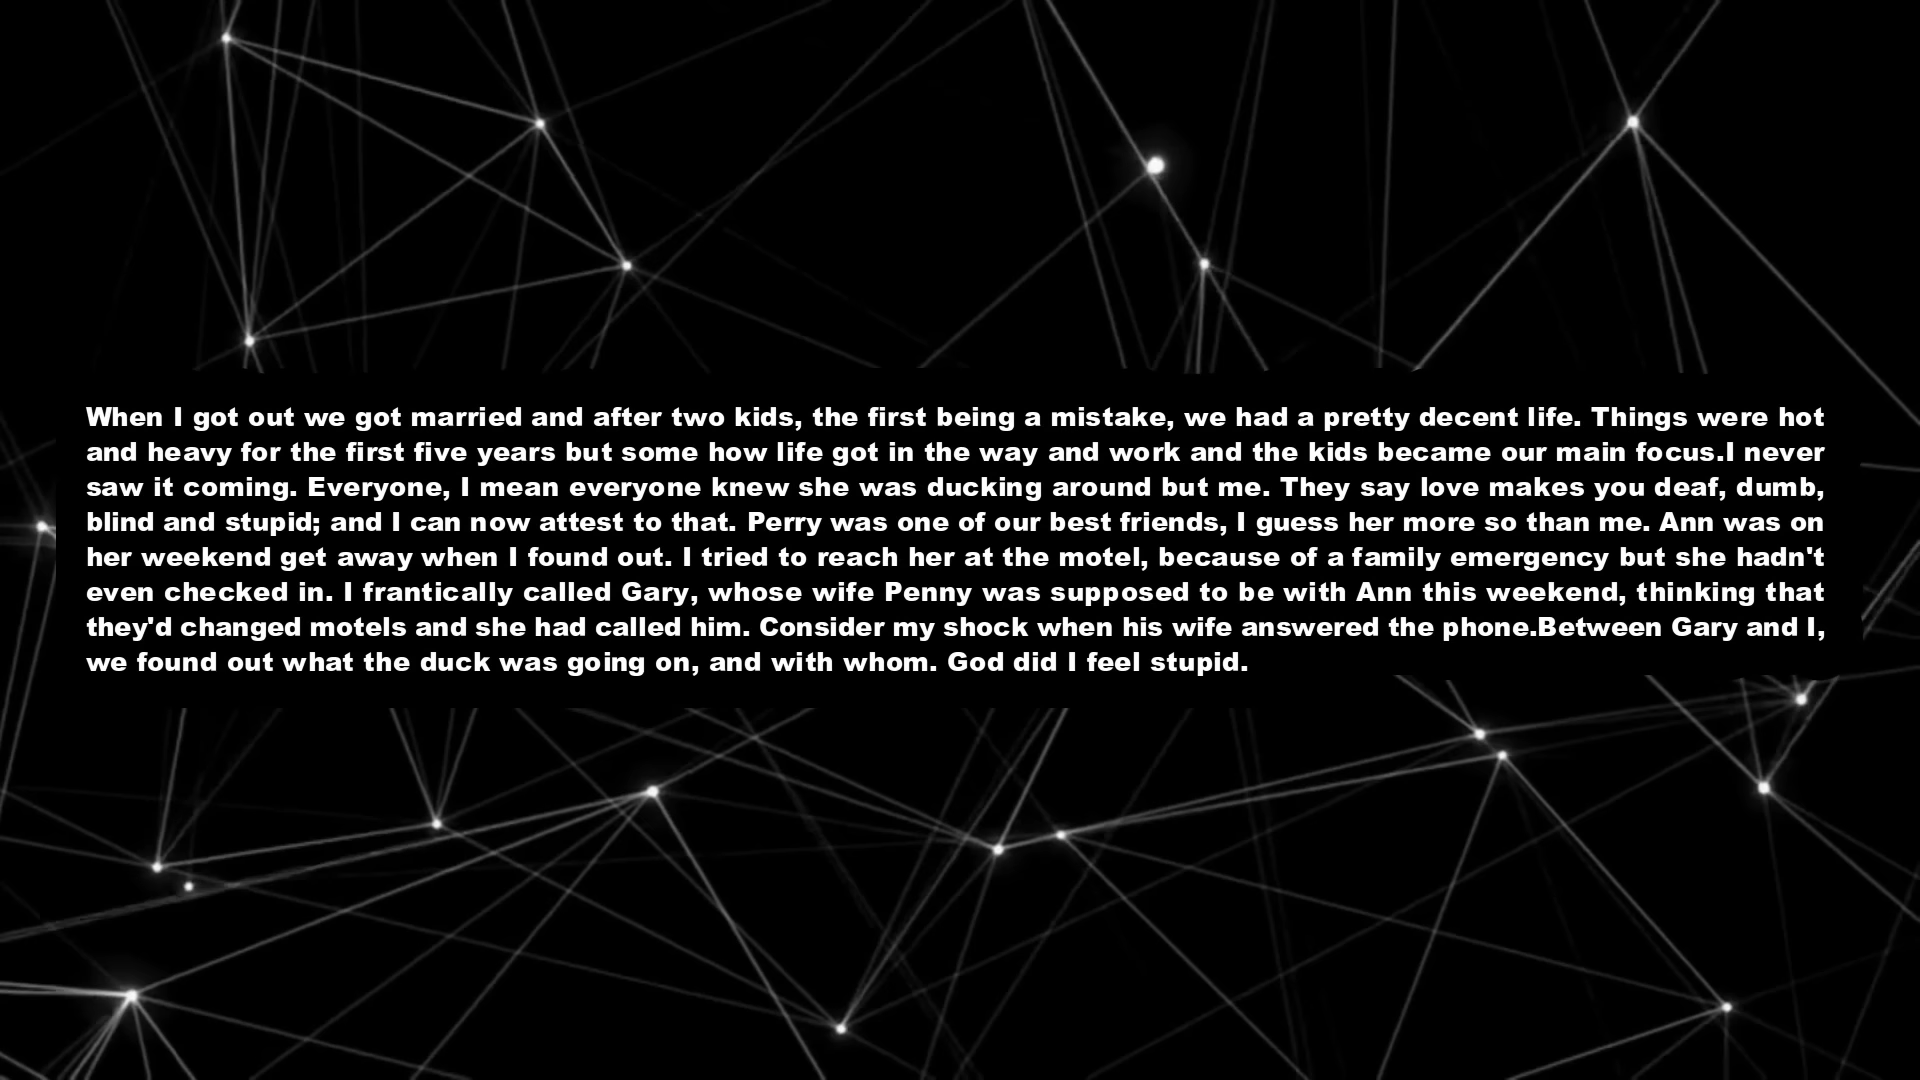 When I got out we got married and after two kids, the first being a mistake, we had a pretty decent life. Things were hot
and heavy for the first five years but some how life got in the way and work and the kids became our main focus.I never
saw it coming. Everyone, I mean everyone knew she was ducking around but me. They say love makes you deaf, dumb,
blind and stupid; and I can now attest to that. Perry was one of our best friends, I guess her more so than me. Ann was on
her weekend get away when I found out. I tried to reach her at the motel, because of a family emergency but she hadn't
even checked in. I frantically called Gary, whose wife Penny was supposed to be with Ann this weekend, thinking that
they'd changed motels and she had called him. Consider my shock when his wife answered the phone.Between Gary and I,
we found out what the duck was going on, and with whom. God did I feel stupid.